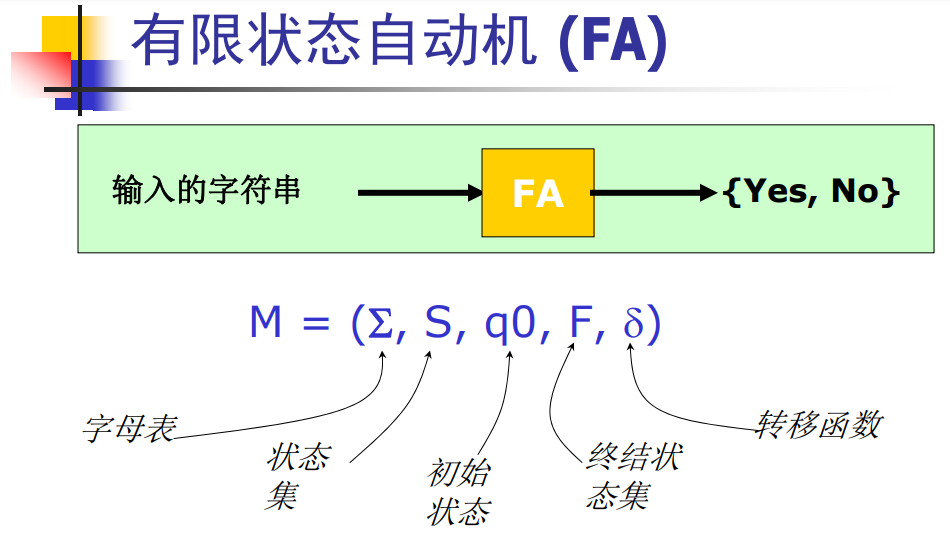 有限状态自动机 (FA)
输入的字符串
FA
{Yes, No}
M = (Σ, S, q0, F, δ)
字母表
状态
集
初始
状态
终结状
态集
转移函数